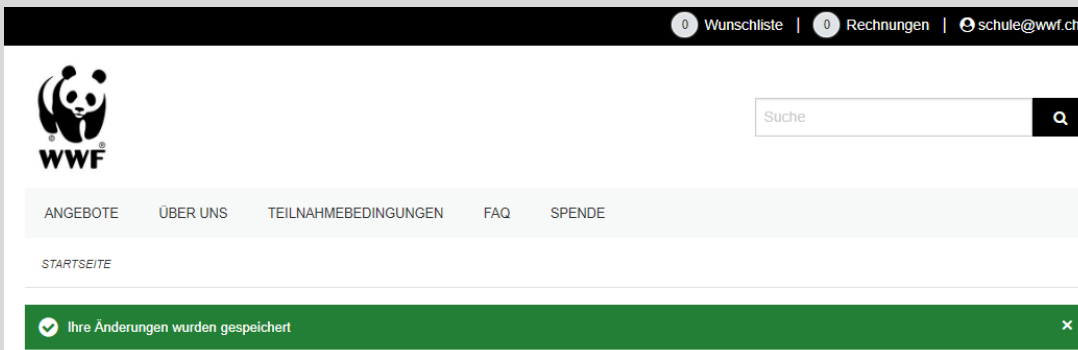 0 Wunschliste | 0 Rechnungen | schule@wwf.ch
Suche
WWF
®
ANGEBOTE ÜBER UNS TEILNAHMEBEDINGUNGEN FAQ SPENDE
STARTSEITE
Ihre Änderungen wurden gespeichert ×